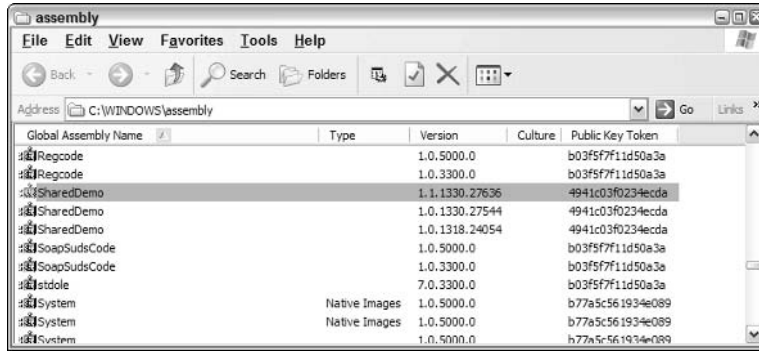 assembly
File Edit View Favorites Tools Help
Back Search Folders
Address C:\WINDOWS\assembly Go Links »
Global Assembly Name Type Version Culture Public Key Token
Regcode 1.0.5000.0 b03f5f7f11d50a3a
Regcode 1.0.3300.0 b03f5f7f11d50a3a
SharedDemo 1.1.1330.27636 4941c03f0234ecda
SharedDemo 1.0.1330.27544 4941c03f0234ecda
SharedDemo 1.0.1318.24054 4941c03f0234ecda
SoapSudsCode 1.0.5000.0 b03f5f7f11d50a3a
SoapSudsCode 1.0.3300.0 b03f5f7f11d50a3a
stdole 7.0.3300.0 b03f5f7f11d50a3a
System Native Images 1.0.5000.0 b77a5c561934e089
System Native Images 1.0.5000.0 b77a5c561934e089
System 1.0.5000.0 b77a5c561934e089